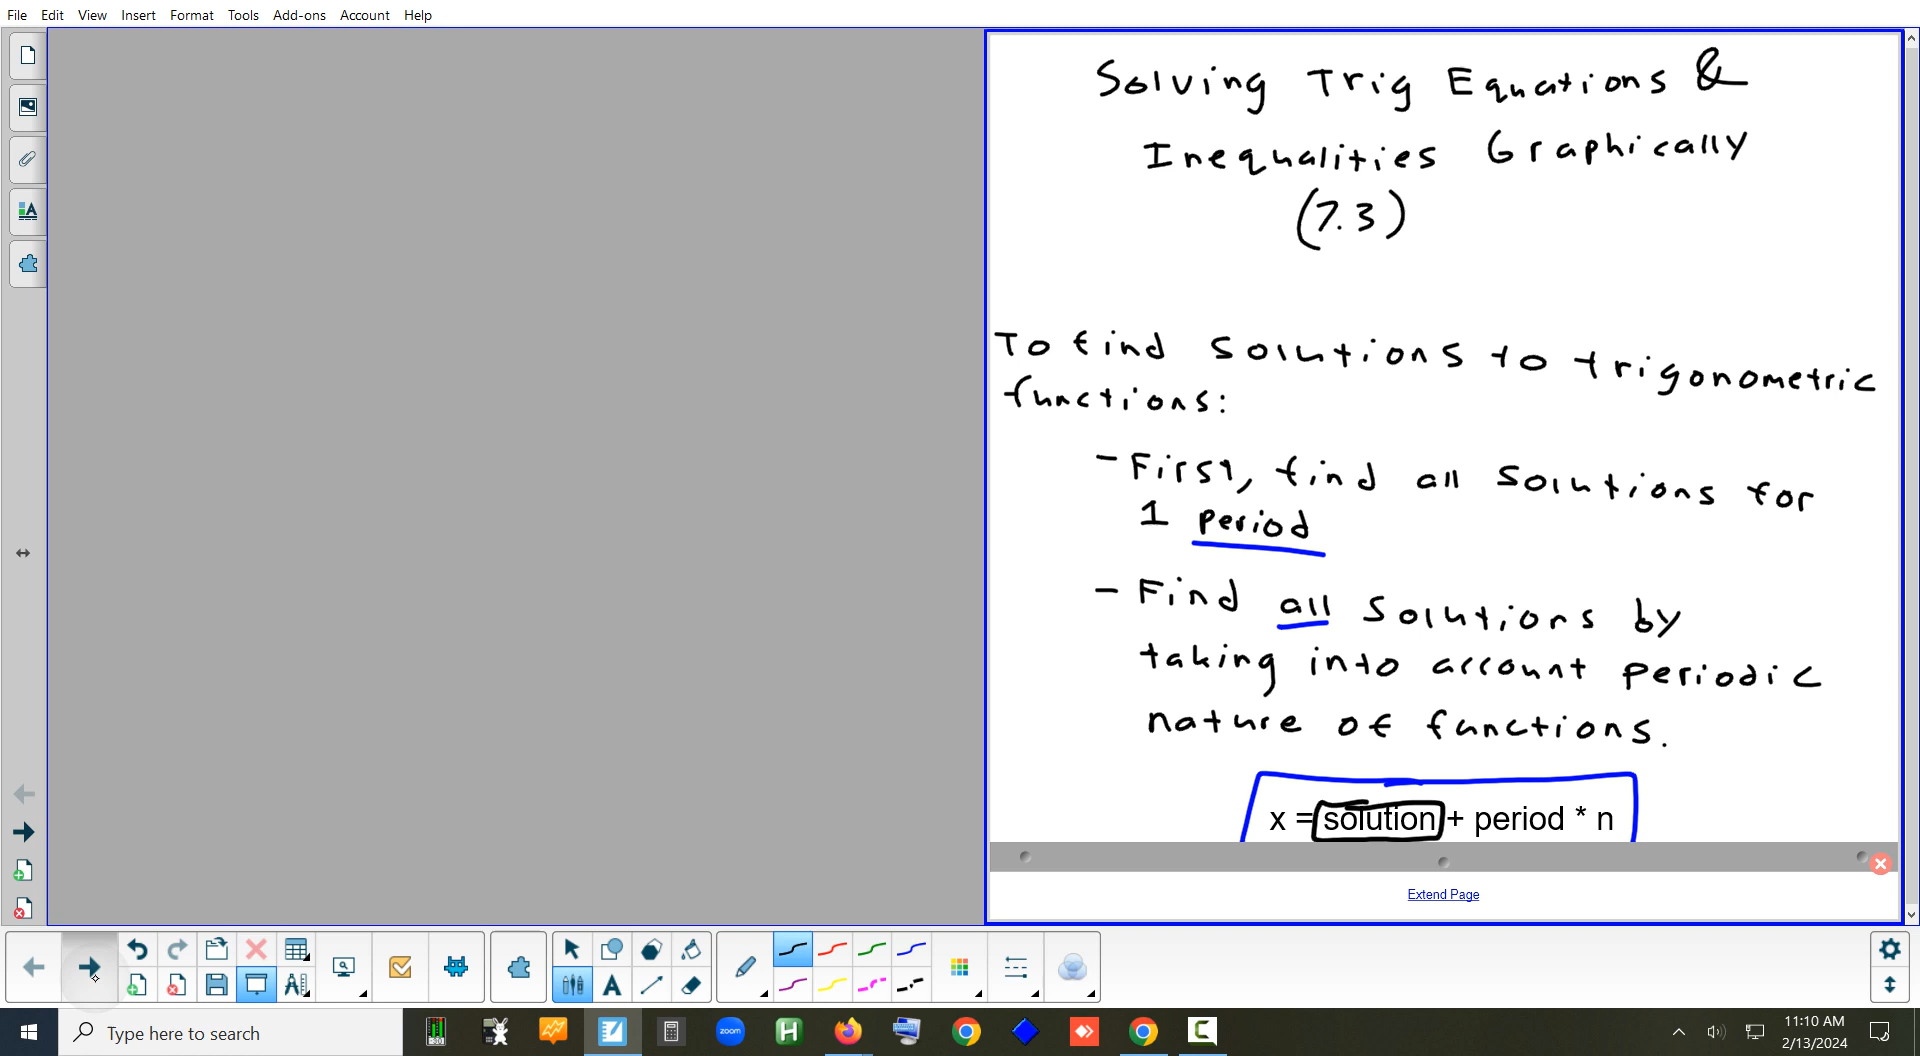 File Edit View Insert Format Tools Add-ons Account Help
Solving Trig Equations &
Inequalities Graphically
(7.3)
To find solutions to trigonometric
functions:
- First, find all solutions for
1 period
- Find all solutions by
taking into account periodic
nature of functions.
x = solution + period * n
Extend Page
Type here to search
zoom
11:10 AM
2/13/2024